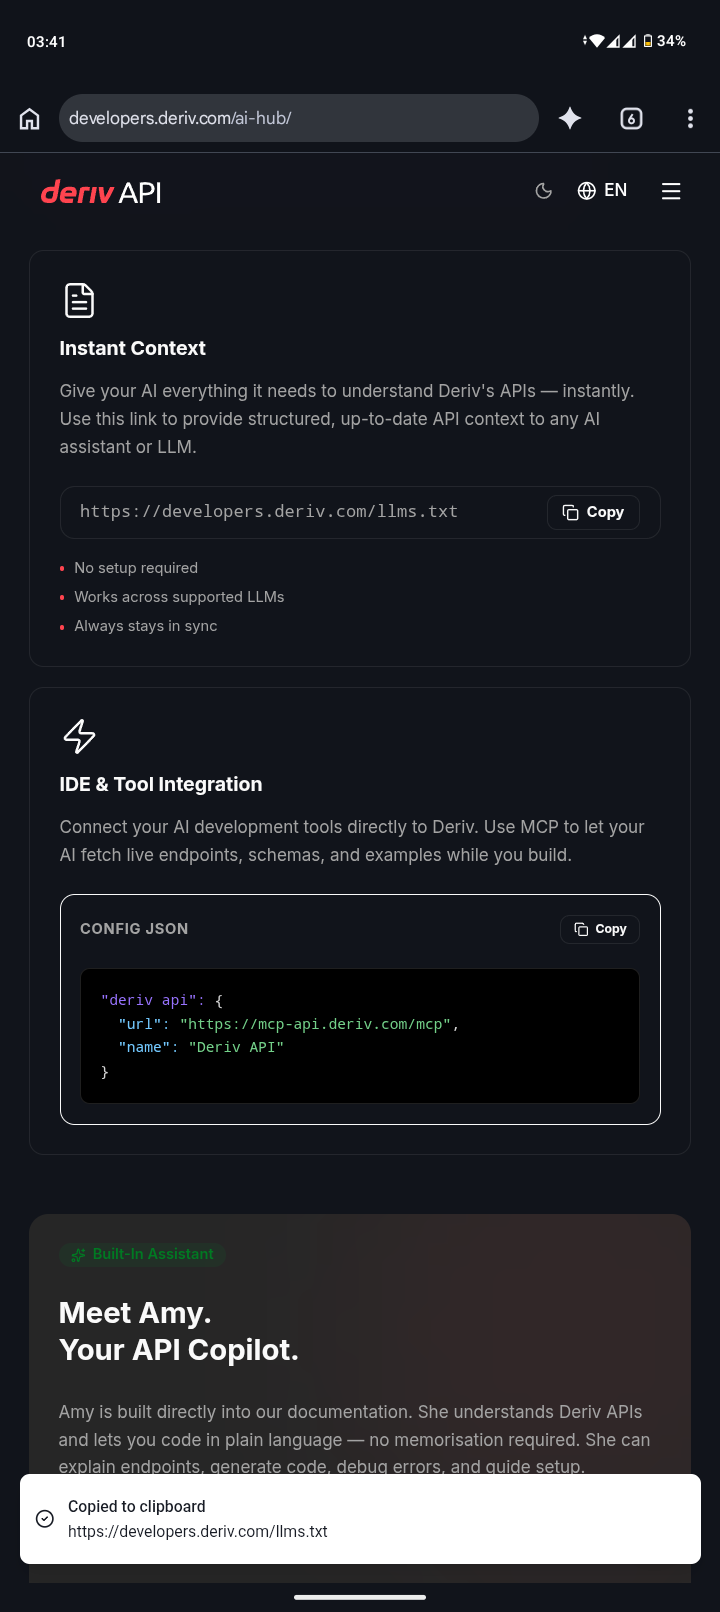 03:41
34%
developers.deriv.com/ai-hub/
6
deriv API
EN
Instant Context
Give your AI everything it needs to understand Deriv's APIs — instantly.
Use this link to provide structured, up-to-date API context to any AI
assistant or LLM.
https://developers.deriv.com/llms.txt
Copy
No setup required
Works across supported LLMs
Always stays in sync
IDE & Tool Integration
Connect your AI development tools directly to Deriv. Use MCP to let your
AI fetch live endpoints, schemas, and examples while you build.
CONFIG JSON
Copy
"deriv api": {
"url": "https://mcp-api.deriv.com/mcp",
"name": "Deriv API"
}
Built-In Assistant
Meet Amy.
Your API Copilot.
Amy is built directly into our documentation. She understands Deriv APIs
and lets you code in plain language — no memorisation required. She can
explain endpoints, generate code, debug errors, and guide setup.
Copied to clipboard
https://developers.deriv.com/llms.txt